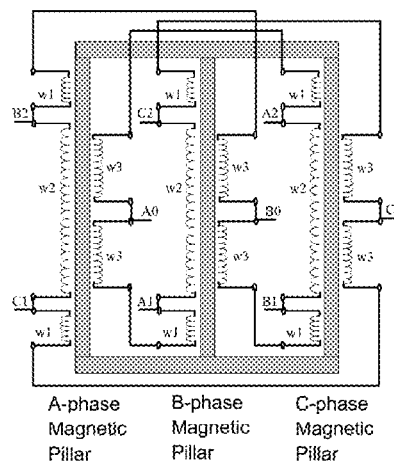 w1 w1 w1
B2 C2 A2
w3 w3 w3
w2 w2 w2
A0 B0 C
w3 w3 w3
C1 A1 B1
w1 w1 w1
A-phase Magnetic Pillar
B-phase Magnetic Pillar
C-phase Magnetic Pillar